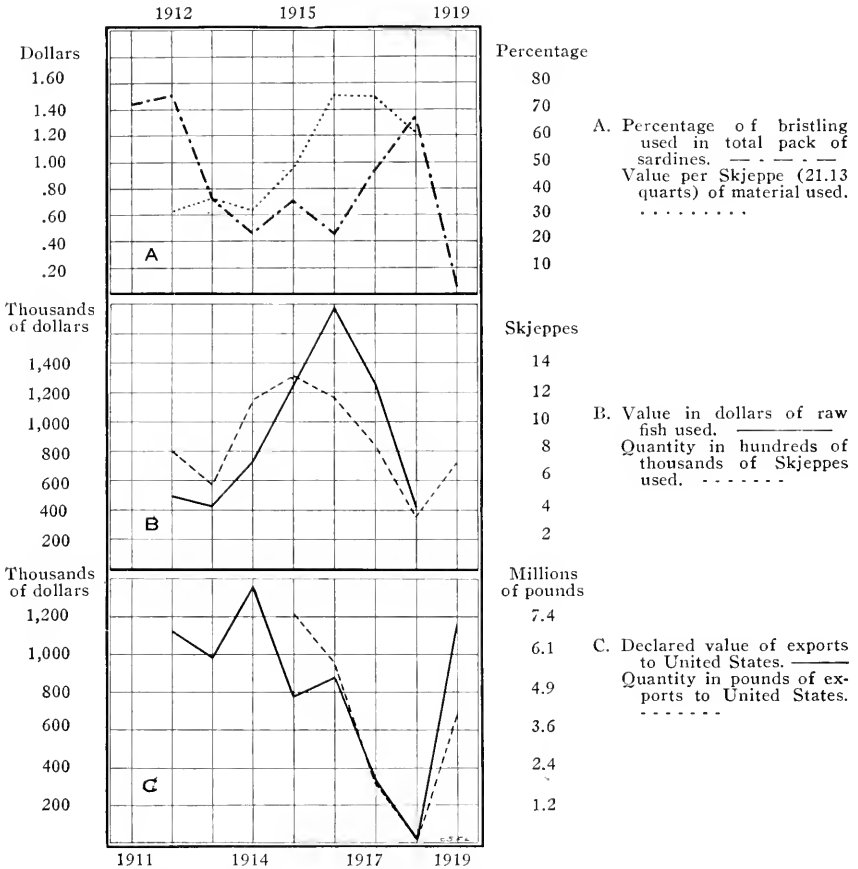 1912 1915 1919
Dollars
1.60
1.40
1.20
1.00
.80
.60
.40
.20
A
Percentage
80
70
60
50
40
30
20
10
A. Percentage of bristling
used in total pack of
sardines.
Value per Skjeppe (21.13
quarts) of material used.
Thousands
of dollars
1,400
1,200
1,000
800
600
400
200
B
Skjeppes
14
12
10
8
6
4
2
B. Value in dollars of raw
fish used.
Quantity in hundreds of
thousands of Skjeppes
used.
Thousands
of dollars
1,200
1,000
800
600
400
200
C
Millions
of pounds
7.4
6.1
4.9
3.6
2.4
1.2
C. Declared value of exports
to United States.
Quantity in pounds of ex-
ports to United States.
1911 1914 1917 1919